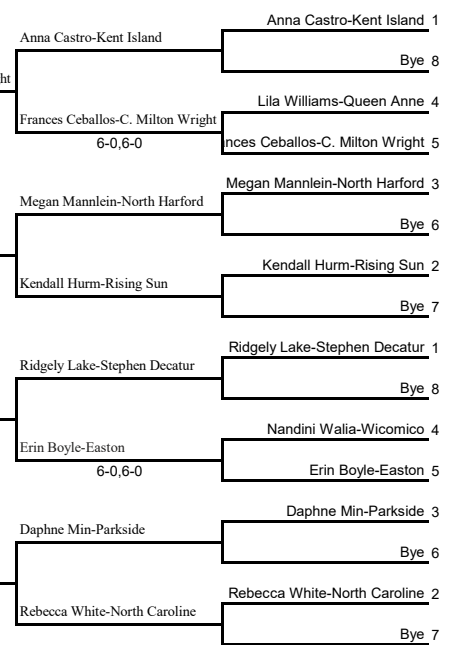 Anna Castro-Kent Island 1
Anna Castro-Kent Island
Bye 8
ht
Lila Williams-Queen Anne 4
Frances Ceballos-C. Milton Wright
6-0,6-0
nces Ceballos-C. Milton Wright 5
Megan Mannlein-North Harford 3
Megan Mannlein-North Harford
Bye 6
Kendall Hurm-Rising Sun 2
Kendall Hurm-Rising Sun
Bye 7
Ridgely Lake-Stephen Decatur 1
Ridgely Lake-Stephen Decatur
Bye 8
Nandini Walia-Wicomico 4
Erin Boyle-Easton
6-0,6-0
Erin Boyle-Easton 5
Daphne Min-Parkside 3
Daphne Min-Parkside
Bye 6
Rebecca White-North Caroline 2
Rebecca White-North Caroline
Bye 7